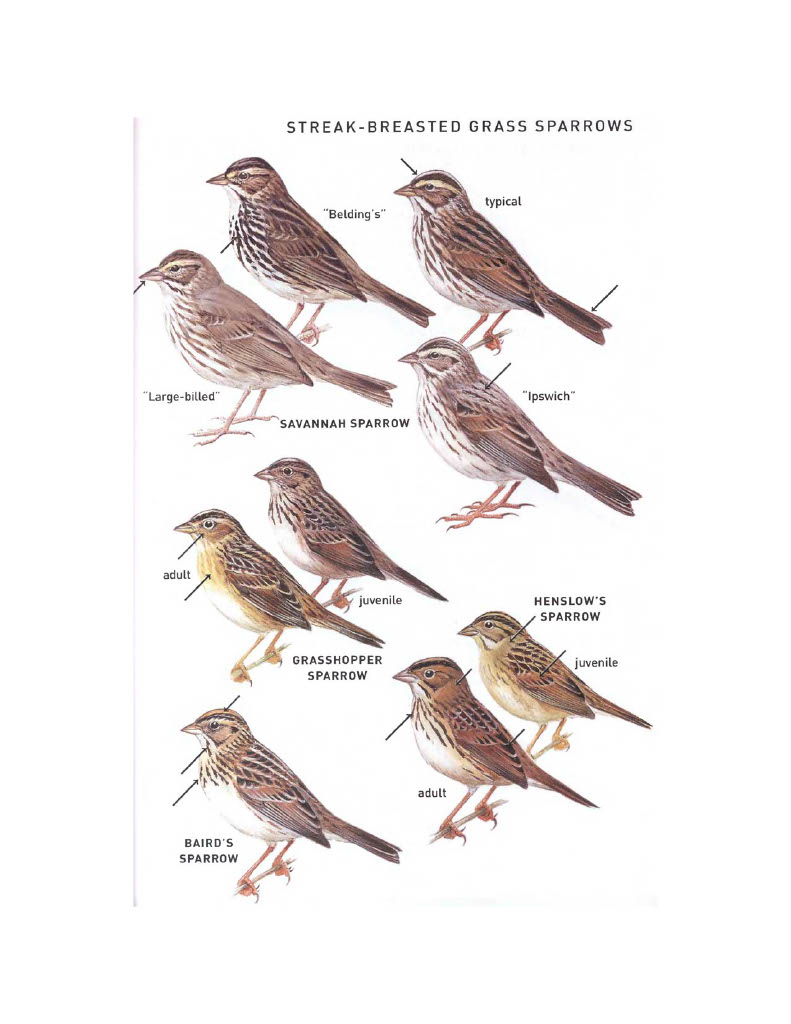 STREAK-BREASTED GRASS SPARROWS
"Belding's"
typical
"Large-billed"
SAVANNAH SPARROW
"Ipswich"
adult
juvenile
GRASSHOPPER
SPARROW
HENSLOW'S
SPARROW
juvenile
adult
BAIRD'S
SPARROW